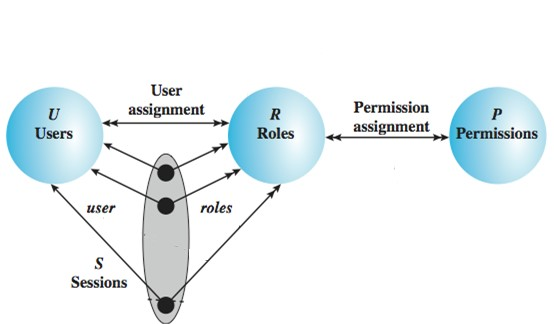 U
Users
User
assignment
R
Roles
Permission
assignment
P
Permissions
user
roles
S
Sessions